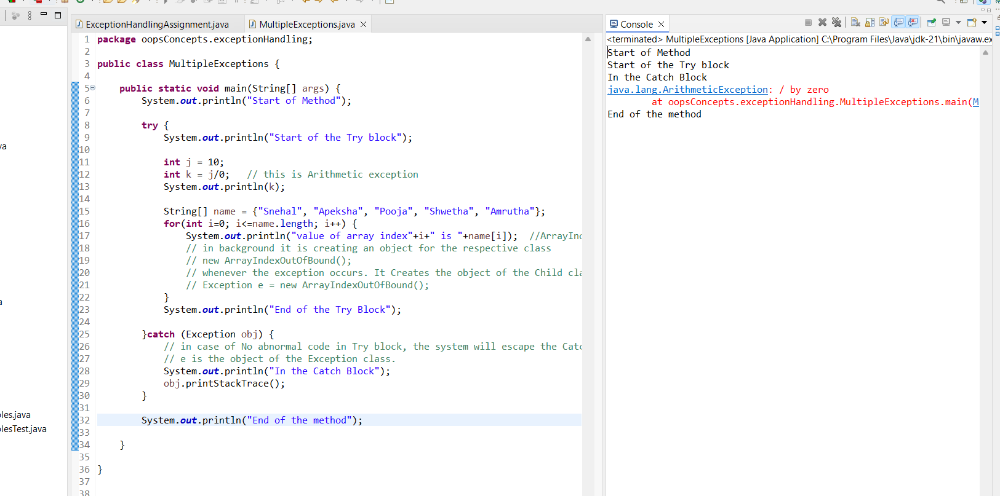 va
a
les.java
lesTest.java
ExceptionHandlingAssignment.java
MultipleExceptions.java
1 package oopsConcepts.exceptionHandling;
2
3 public class MultipleExceptions {
4
5 public static void main(String[] args) {
6 System.out.println("Start of Method");
7
8 try {
9 System.out.println("Start of the Try block");
10
11 int j = 10;
12 int k = j/0;   // this is Arithmetic exception
13 System.out.println(k);
14
15 String[] name = {"Snehal", "Apeksha", "Pooja", "Shwetha", "Amrutha"};
16 for(int i=0; i<=name.length; i++) {
17 System.out.println("value of array index"+i+" is "+name[i]);  //ArrayInd
18 // in background it is creating an object for the respective class
19 // new ArrayIndexOutOfBound();
20 // whenever the exception occurs. It Creates the object of the Child cla
21 // Exception e = new ArrayIndexOutOfBound();
22 }
23 System.out.println("End of the Try Block");
24
25 }catch (Exception obj) {
26 // in case of No abnormal code in Try block, the system will escape the Catc
27 // e is the object of the Exception class.
28 System.out.println("In the Catch Block");
29 obj.printStackTrace();
30 }
31
32 System.out.println("End of the method");
33
34 }
35
36 }
37
38
Console
<terminated> MultipleExceptions [Java Application] C:\Program Files\Java\jdk-21\bin\javaw.ex
Start of Method
Start of the Try block
In the Catch Block
java.lang.ArithmeticException: / by zero
at oopsConcepts.exceptionHandling.MultipleExceptions.main(M
End of the method